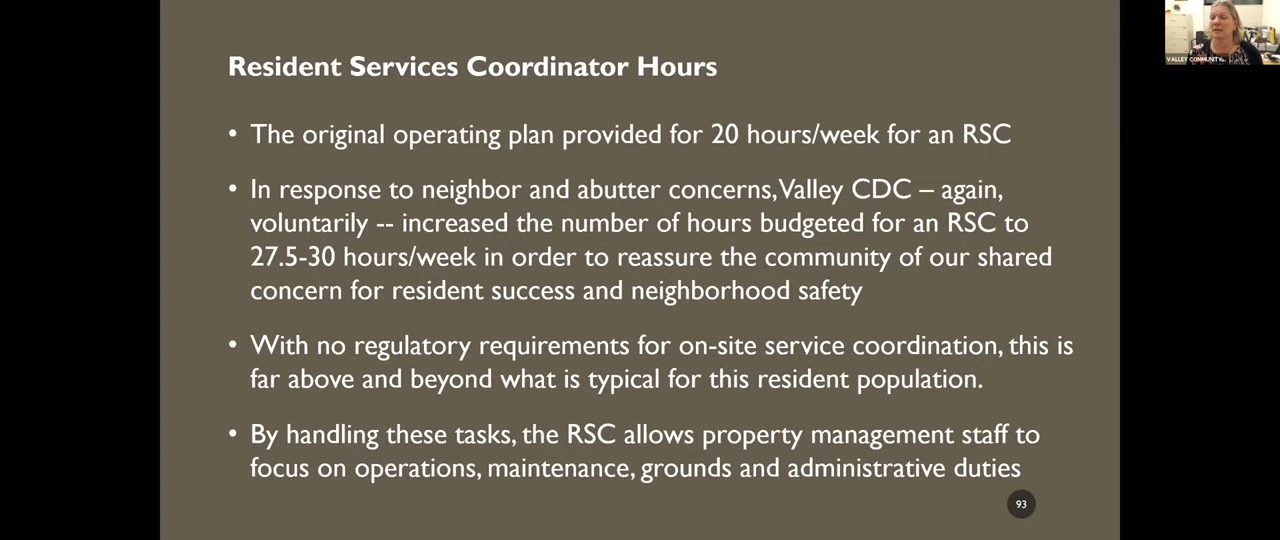 Resident Services Coordinator Hours
• The original operating plan provided for 20 hours/week for an RSC
• In response to neighbor and abutter concerns, Valley CDC – again,
voluntarily -- increased the number of hours budgeted for an RSC to
27.5-30 hours/week in order to reassure the community of our shared
concern for resident success and neighborhood safety
• With no regulatory requirements for on-site service coordination, this is
far above and beyond what is typical for this resident population.
• By handling these tasks, the RSC allows property management staff to
focus on operations, maintenance, grounds and administrative duties
93
VALLEY COMMUNITY